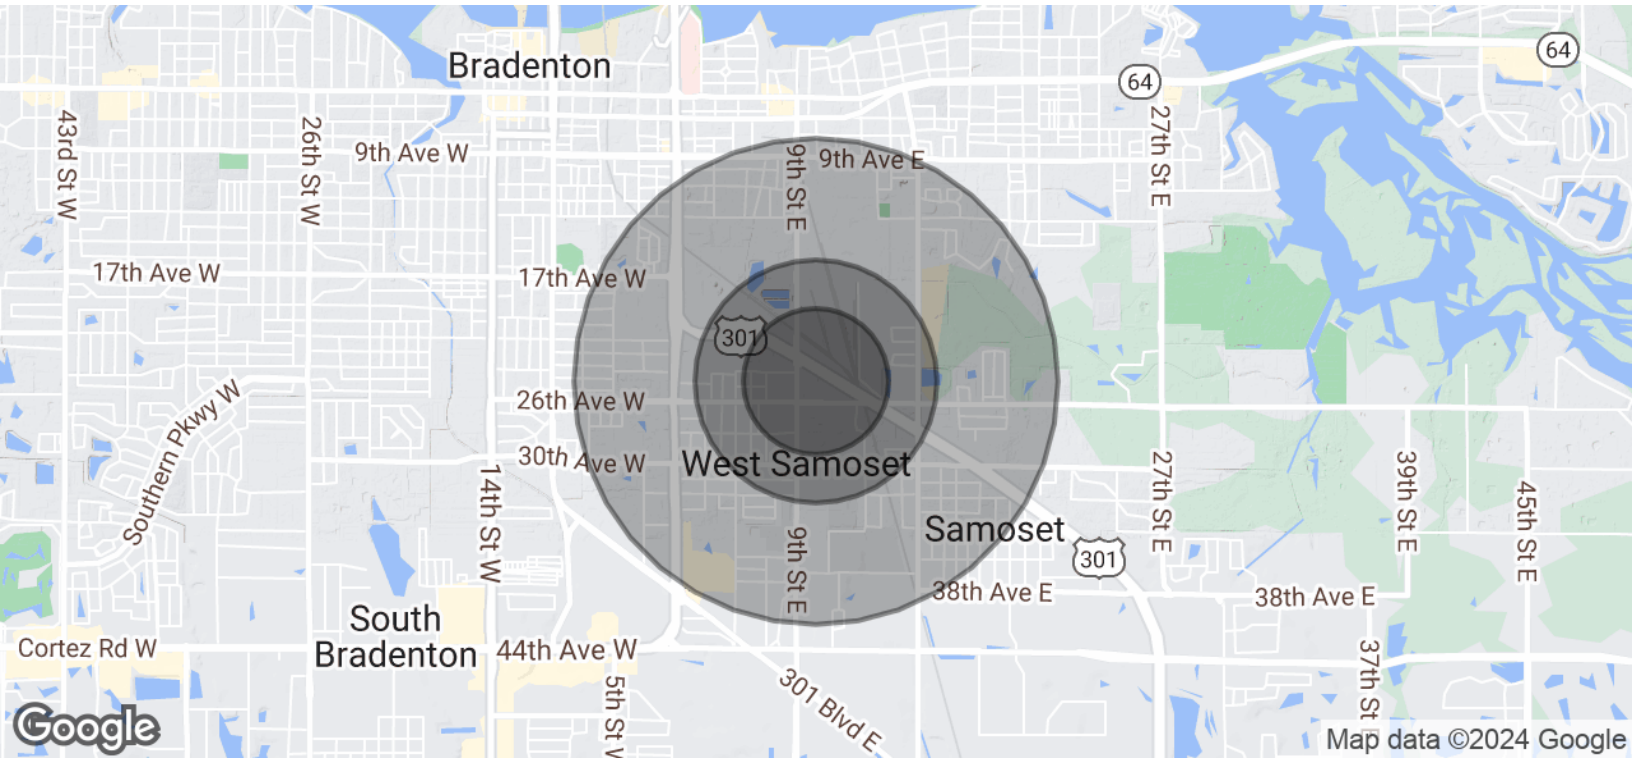 Bradenton
64
64
43rd St W
26th St W
9th Ave W
9th St E
9th Ave E
27th St E
17th Ave W
17th Ave W
301
Southern Pkwy W
26th Ave W
30th Ave W
West Samoset
14th St W
27th St E
39th St E
45th St E
Samoset
301
9th St E
38th Ave E
38th Ave E
South
Bradenton
Cortez Rd W
44th Ave W
5th St W
301 Blvd E
37th St E
Google
Map data ©2024 Google